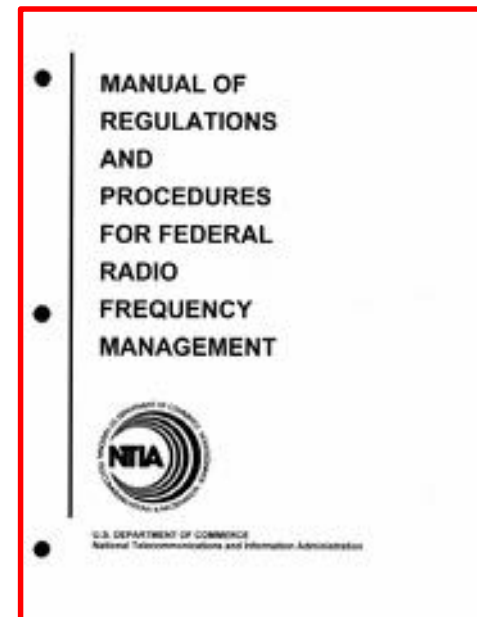 MANUAL OF
REGULATIONS
AND
PROCEDURES
FOR FEDERAL
RADIO
FREQUENCY
MANAGEMENT
NTIA
U.S. DEPARTMENT OF COMMERCE
National Telecommunications and Information Administration